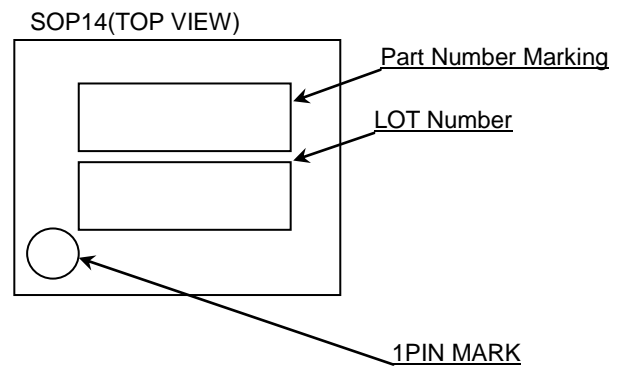 SOP14(TOP VIEW)
Part Number Marking
LOT Number
1PIN MARK